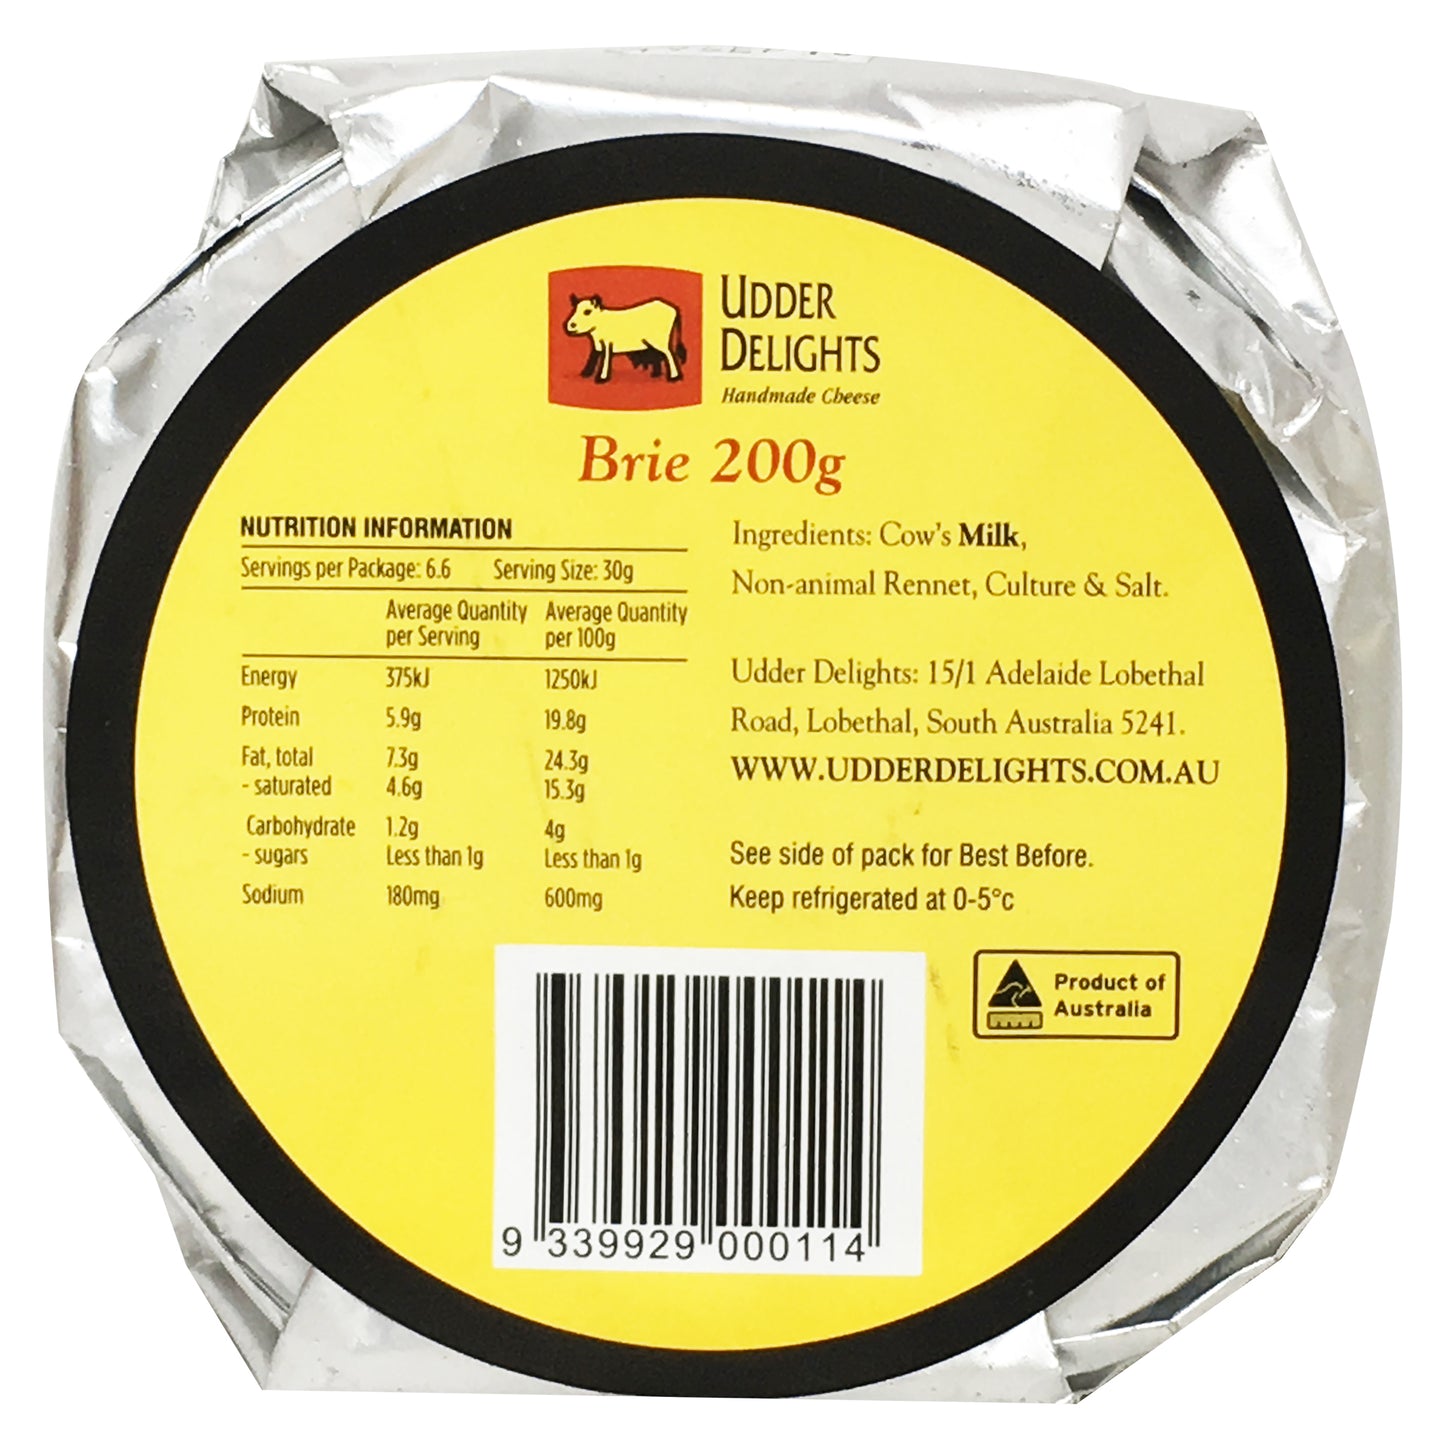 UDDER
DELIGHTS
Handmade Cheese
Brie 200g
NUTRITION INFORMATION
Servings per Package: 6.6 Serving Size: 30g
Average Quantity Average Quantity
per Serving per 100g
Energy 375kJ 1250kJ
Protein 5.9g 19.8g
Fat, total 7.3g 24.3g
- saturated 4.6g 15.3g
Carbohydrate 1.2g 4g
- sugars Less than 1g Less than 1g
Sodium 180mg 600mg
Ingredients: Cow's Milk,
Non-animal Rennet, Culture & Salt.
Udder Delights: 15/1 Adelaide Lobethal
Road, Lobethal, South Australia 5241.
WWW.UDDERDELIGHTS.COM.AU
See side of pack for Best Before.
Keep refrigerated at 0-5°c
Product of
Australia
9 339929 000114